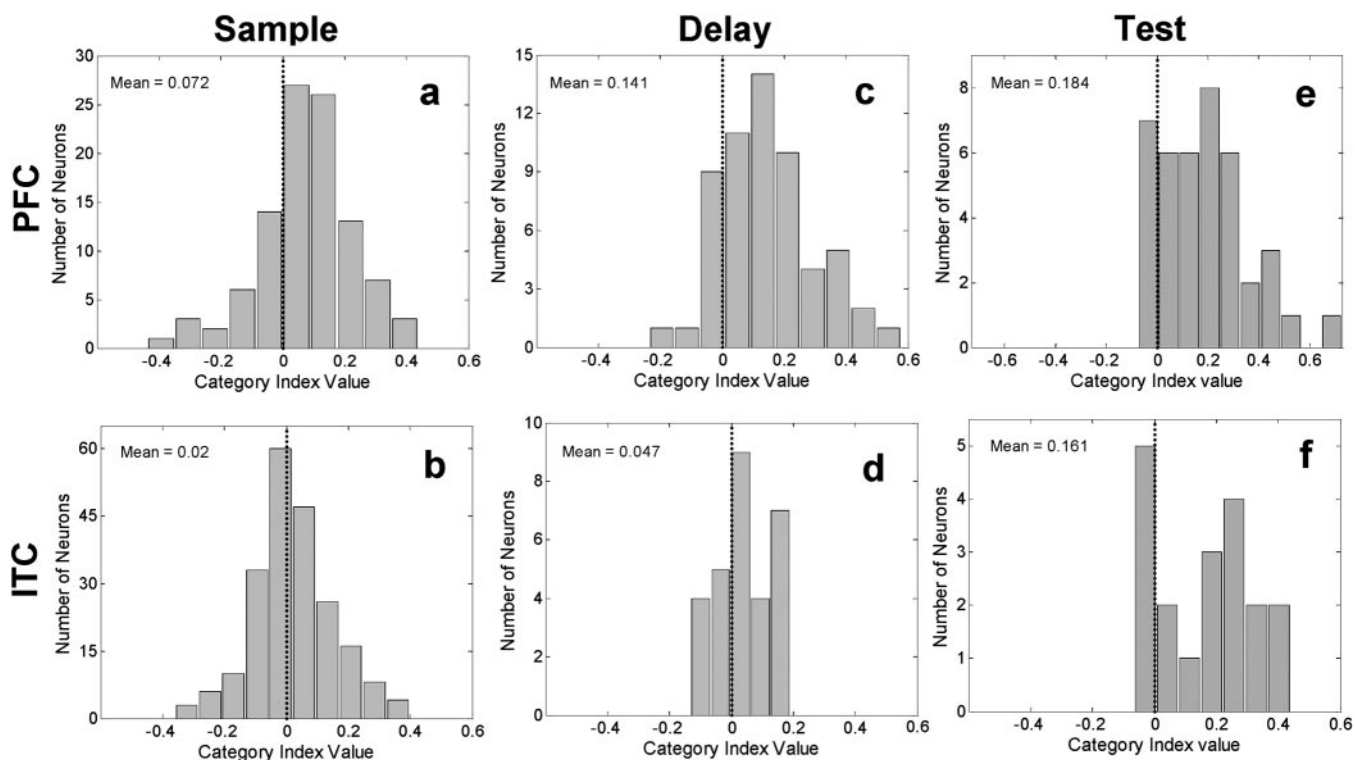 Sample
Delay
Test
PFC
Number of Neurons
30
25
20
15
10
5
0
Mean = 0.072
a
-0.4
-0.2
0
0.2
0.4
0.6
Category Index Value
Number of Neurons
15
12
9
6
3
0
Mean = 0.141
c
-0.4
-0.2
0
0.2
0.4
0.6
Category Index Value
Number of Neurons
8
6
4
2
0
Mean = 0.184
e
-0.6
-0.4
-0.2
0
0.2
0.4
0.6
Category Index value
ITC
Number of Neurons
60
45
30
15
0
Mean = 0.02
b
-0.4
-0.2
0
0.2
0.4
0.6
Category Index Value
Number of Neurons
10
8
6
4
2
0
Mean = 0.047
d
-0.4
-0.2
0
0.2
0.4
0.6
Category Index Value
Number of Neurons
5
4
3
2
1
0
Mean = 0.161
f
-0.4
-0.2
0
0.2
0.4
0.6
Category Index value